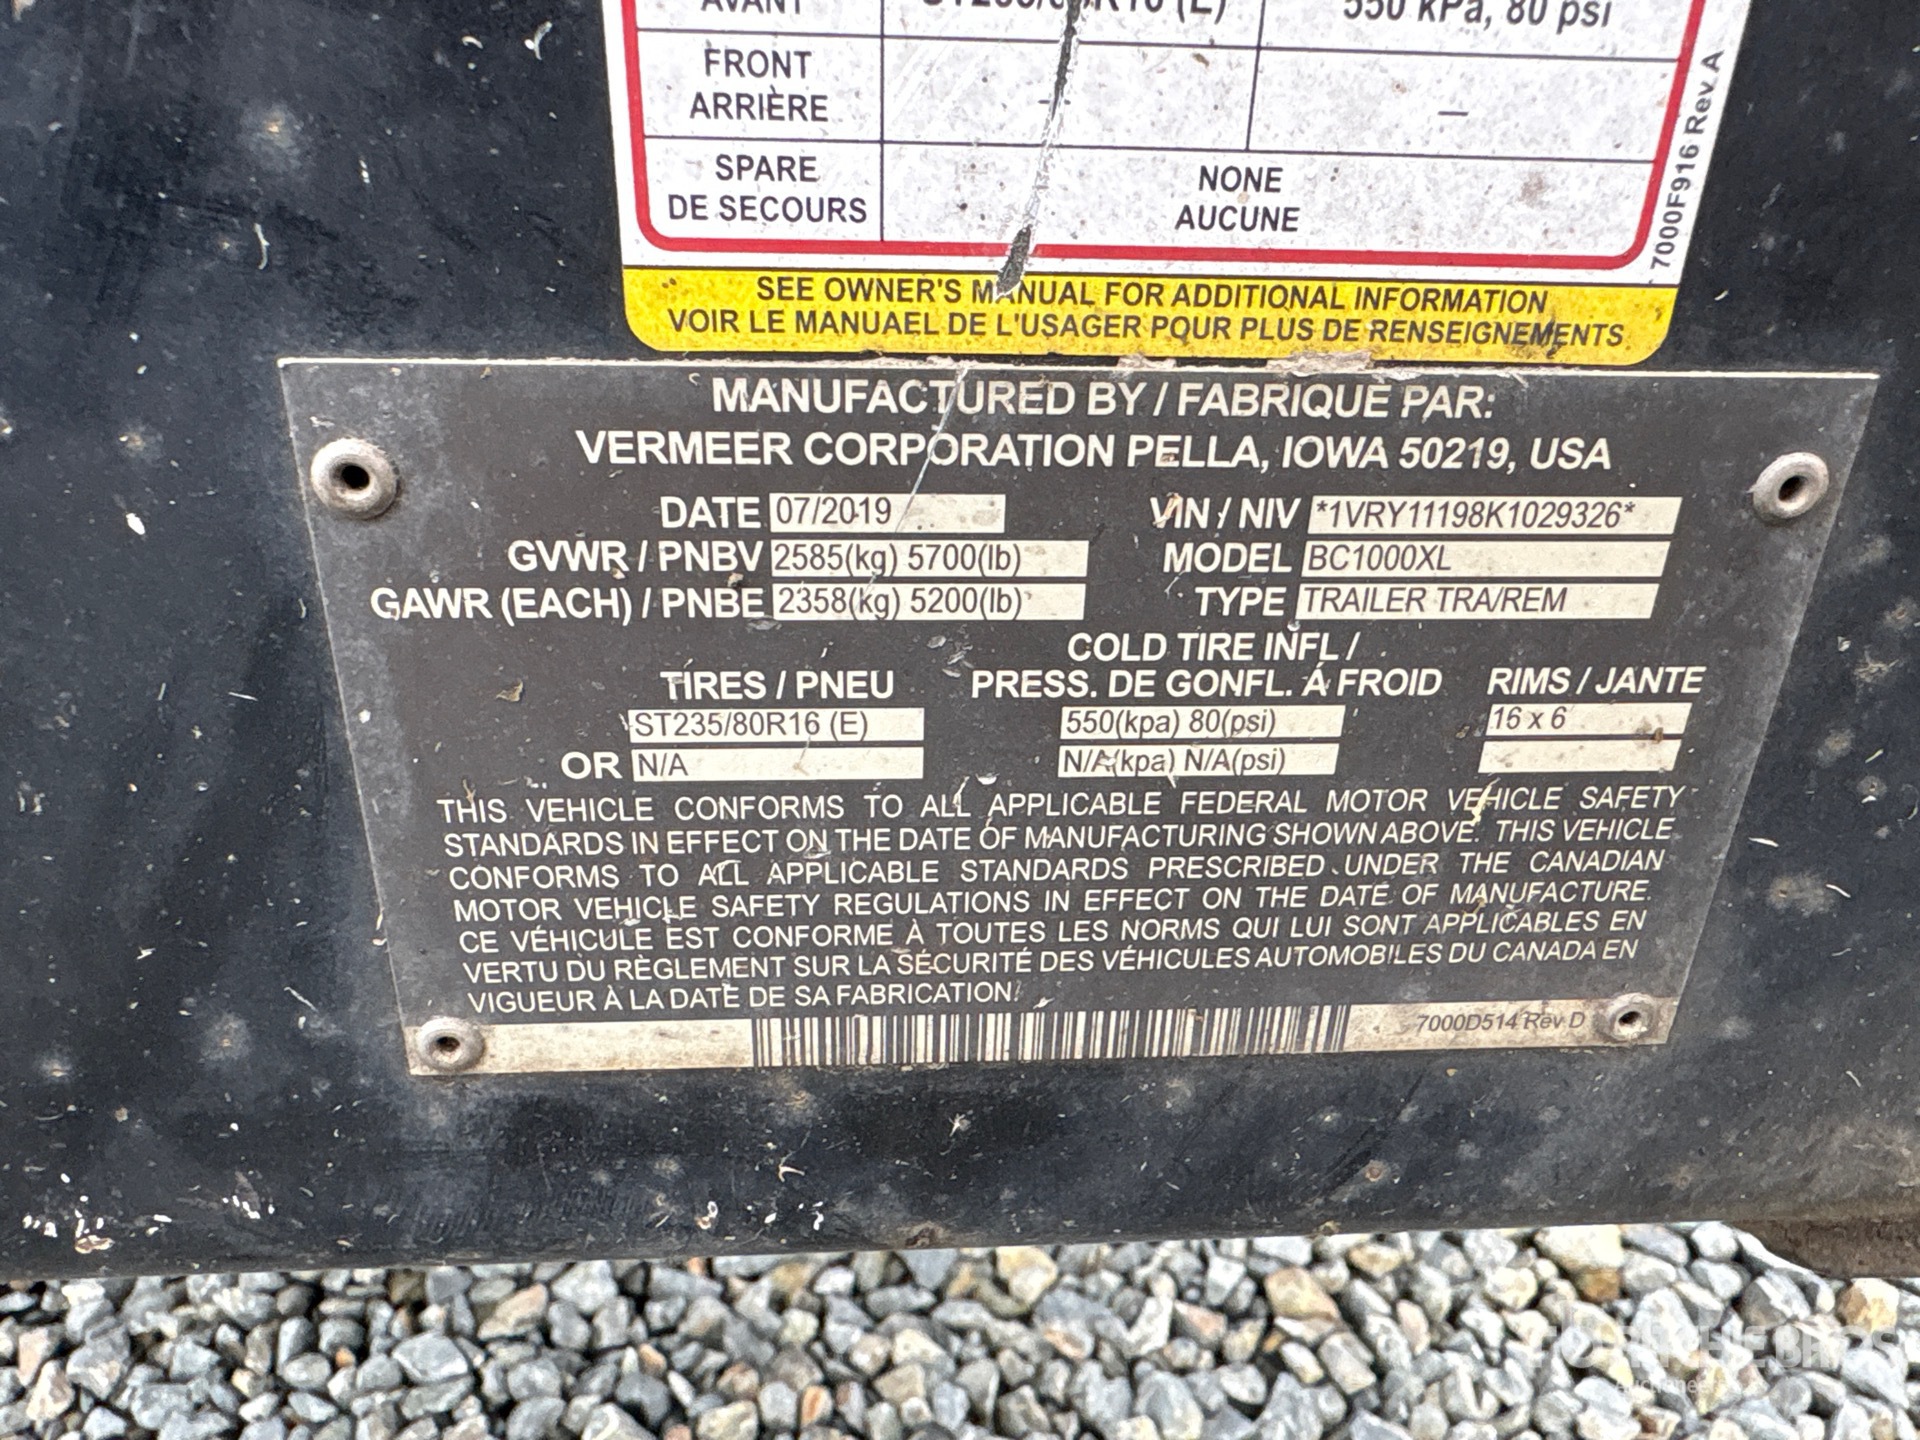 AVANT 550 kPa, 80 psi
FRONT
ARRIÈRE — —
SPARE
DE SECOURS
NONE
AUCUNE
7000F916 Rev. A
SEE OWNER'S MANUAL FOR ADDITIONAL INFORMATION
VOIR LE MANUAEL DE L'USAGER POUR PLUS DE RENSEIGNEMENTS
MANUFACTURED BY / FABRIQUE PAR:
VERMEER CORPORATION PELLA, IOWA 50219, USA
DATE 07/2019 VIN / NIV *1VRY11198K1029326*
GVWR / PNBV 2585(kg) 5700(lb) MODEL BC1000XL
GAWR (EACH) / PNBE 2358(kg) 5200(lb) TYPE TRAILER TRA/REM
COLD TIRE INFL /
TIRES / PNEU PRESS. DE GONFL. Á FROID RIMS / JANTE
ST235/80R16 (E) 550(kpa) 80(psi) 16 x 6
OR N/A N/A(kpa) N/A(psi)
THIS VEHICLE CONFORMS TO ALL APPLICABLE FEDERAL MOTOR VEHICLE SAFETY
STANDARDS IN EFFECT ON THE DATE OF MANUFACTURING SHOWN ABOVE. THIS VEHICLE
CONFORMS TO ALL APPLICABLE STANDARDS PRESCRIBED UNDER THE CANADIAN
MOTOR VEHICLE SAFETY REGULATIONS IN EFFECT ON THE DATE OF MANUFACTURE.
CE VÉHICULE EST CONFORME À TOUTES LES NORMS QUI LUI SONT APPLICABLES EN
VERTU DU RÈGLEMENT SUR LA SÉCURITÉ DES VÉHICULES AUTOMOBILES DU CANADA EN
VIGUEUR À LA DATE DE SA FABRICATION.
7000D514 Rev D